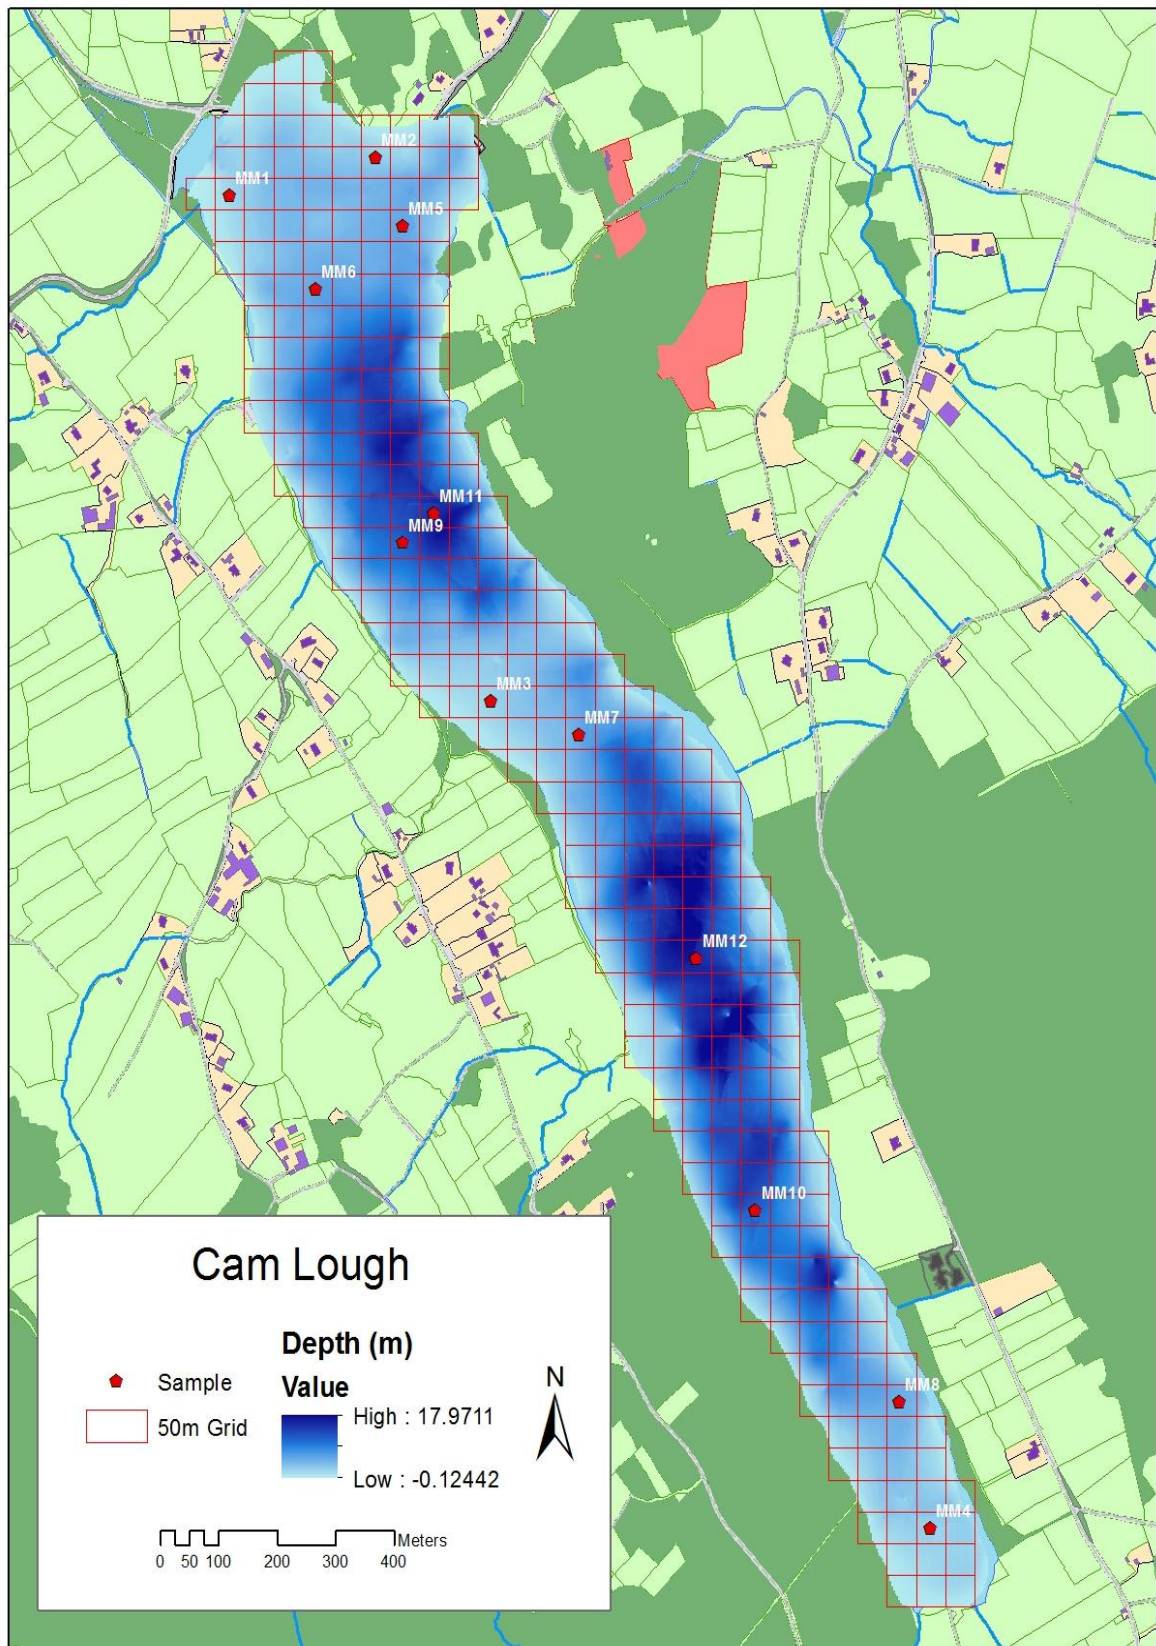 MM2
MM1
MM5
MM6
MM11
MM9
MM3
MM7
MM12
MM10
MM8
MM4
Cam Lough
Depth (m)
Value
Sample
High : 17.9711
50m Grid
Low : -0.12442
N
Meters
0 50 100 200 300 400